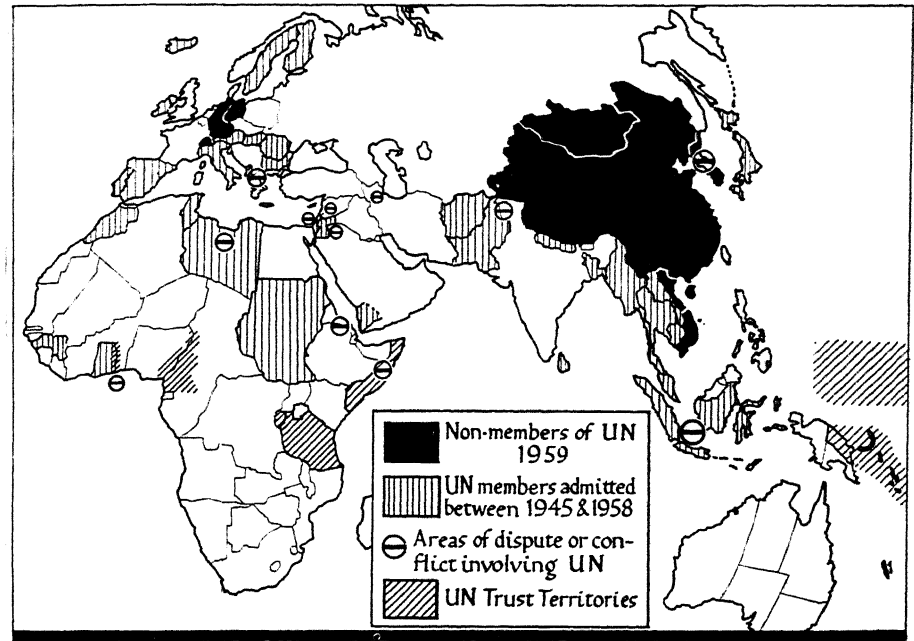 Non-members of UN
1959
UN members admitted
between 1945 & 1958
Areas of dispute or con-
flict involving UN
UN Trust Territories